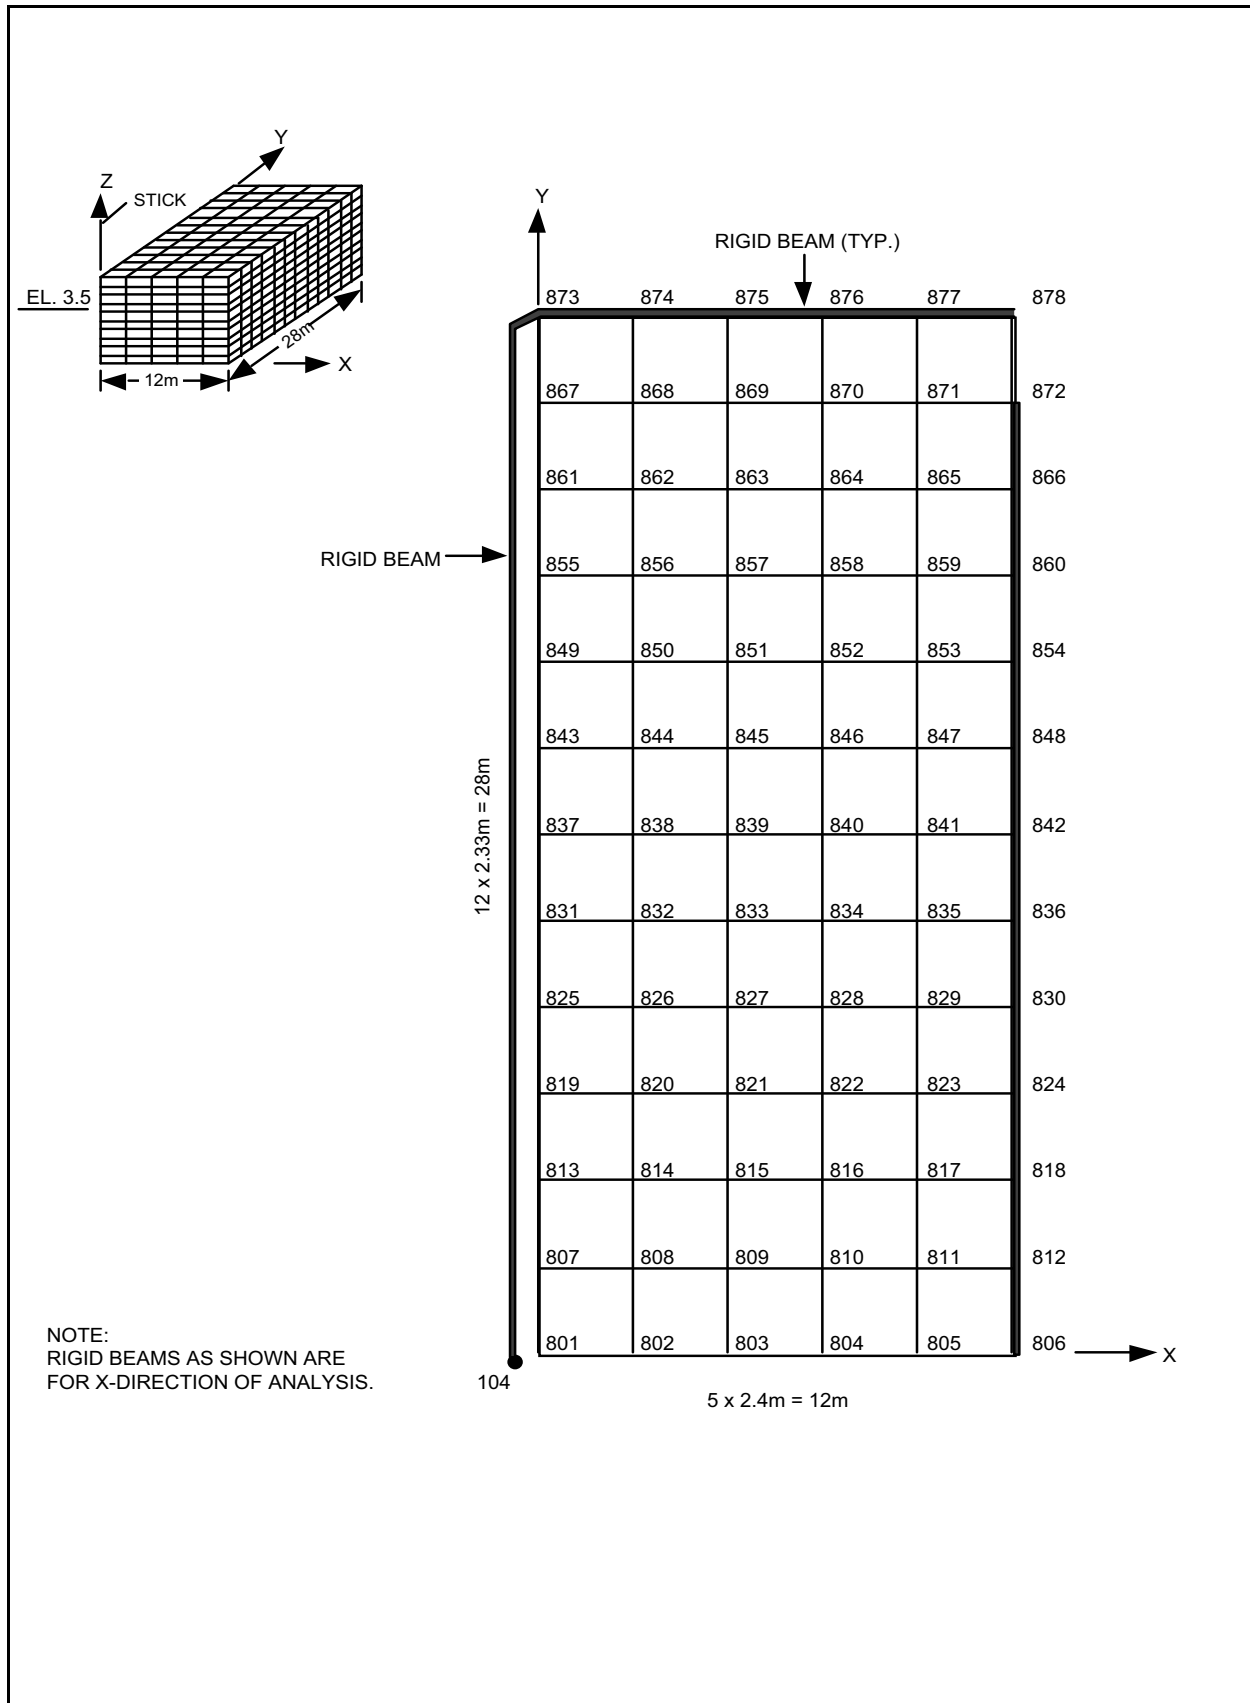 Y
Z
STICK
EL. 3.5
28m
X
12m
Y
RIGID BEAM (TYP.)
873 874 875 876 877 878
867 868 869 870 871 872
861 862 863 864 865 866
RIGID BEAM
855 856 857 858 859 860
849 850 851 852 853 854
843 844 845 846 847 848
12 x 2.33m = 28m
837 838 839 840 841 842
831 832 833 834 835 836
825 826 827 828 829 830
819 820 821 822 823 824
813 814 815 816 817 818
807 808 809 810 811 812
801 802 803 804 805 806
X
NOTE:
RIGID BEAMS AS SHOWN ARE
FOR X-DIRECTION OF ANALYSIS.
104
5 x 2.4m = 12m